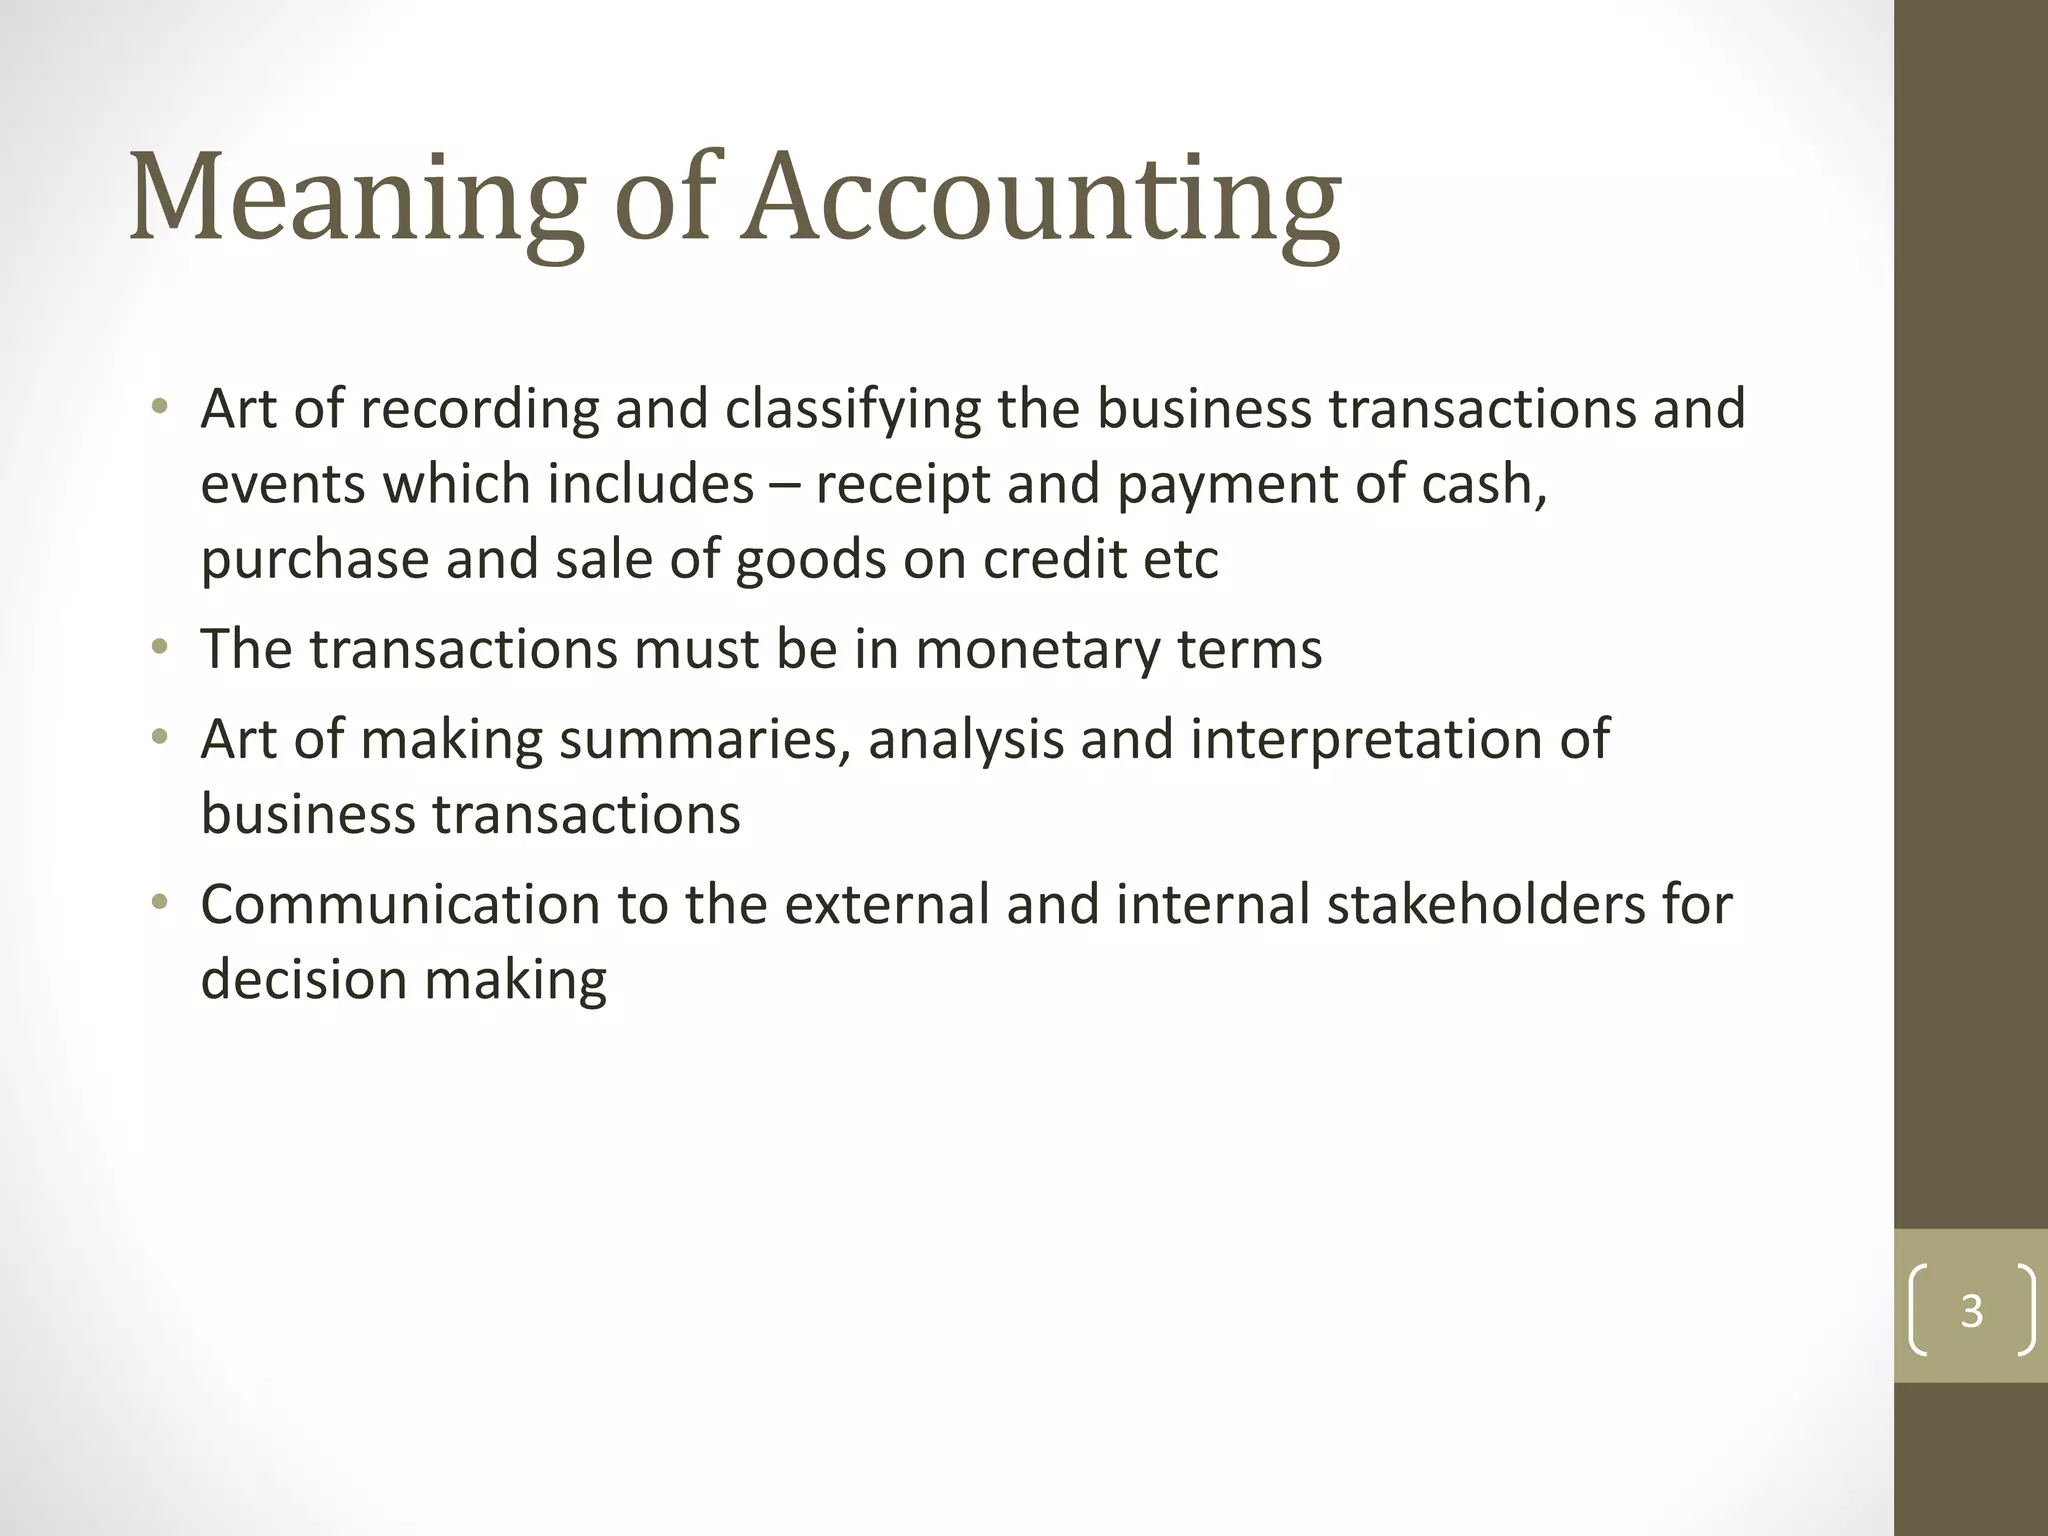 Meaning of Accounting
• Art of recording and classifying the business transactions and
events which includes – receipt and payment of cash,
purchase and sale of goods on credit etc
• The transactions must be in monetary terms
• Art of making summaries, analysis and interpretation of
business transactions
• Communication to the external and internal stakeholders for
decision making
3